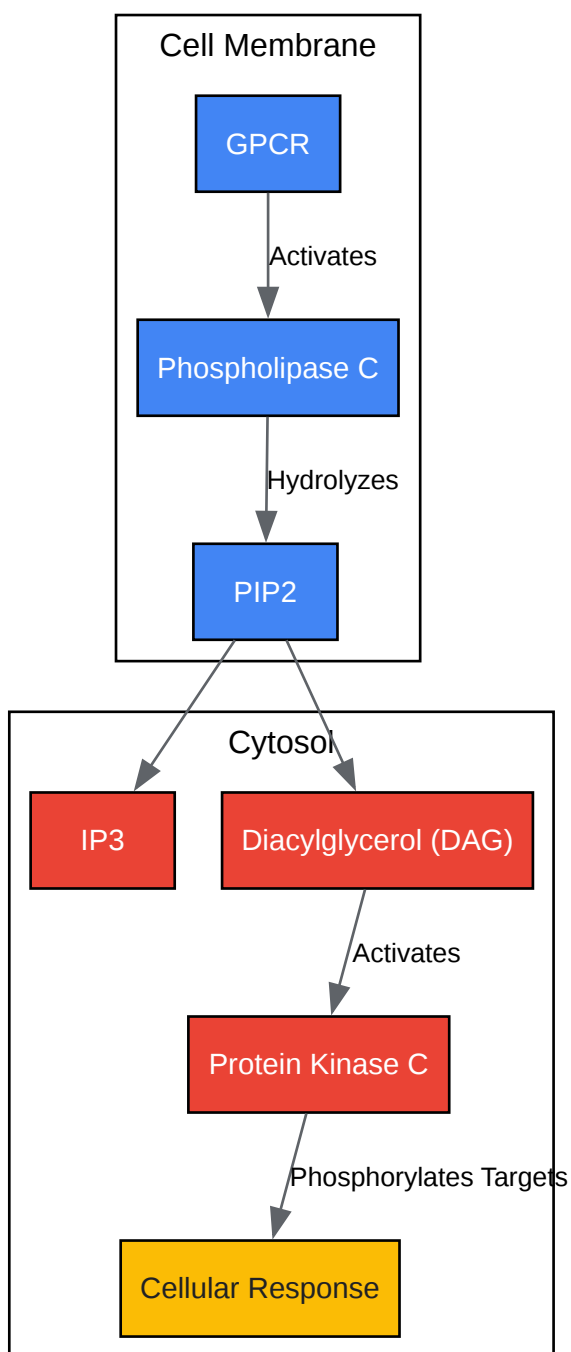 Cell Membrane
GPCR
Activates
Phospholipase C
Hydrolyzes
PIP2
Cytosol
IP3
Diacylglycerol (DAG)
Activates
Protein Kinase C
Phosphorylates Targets
Cellular Response